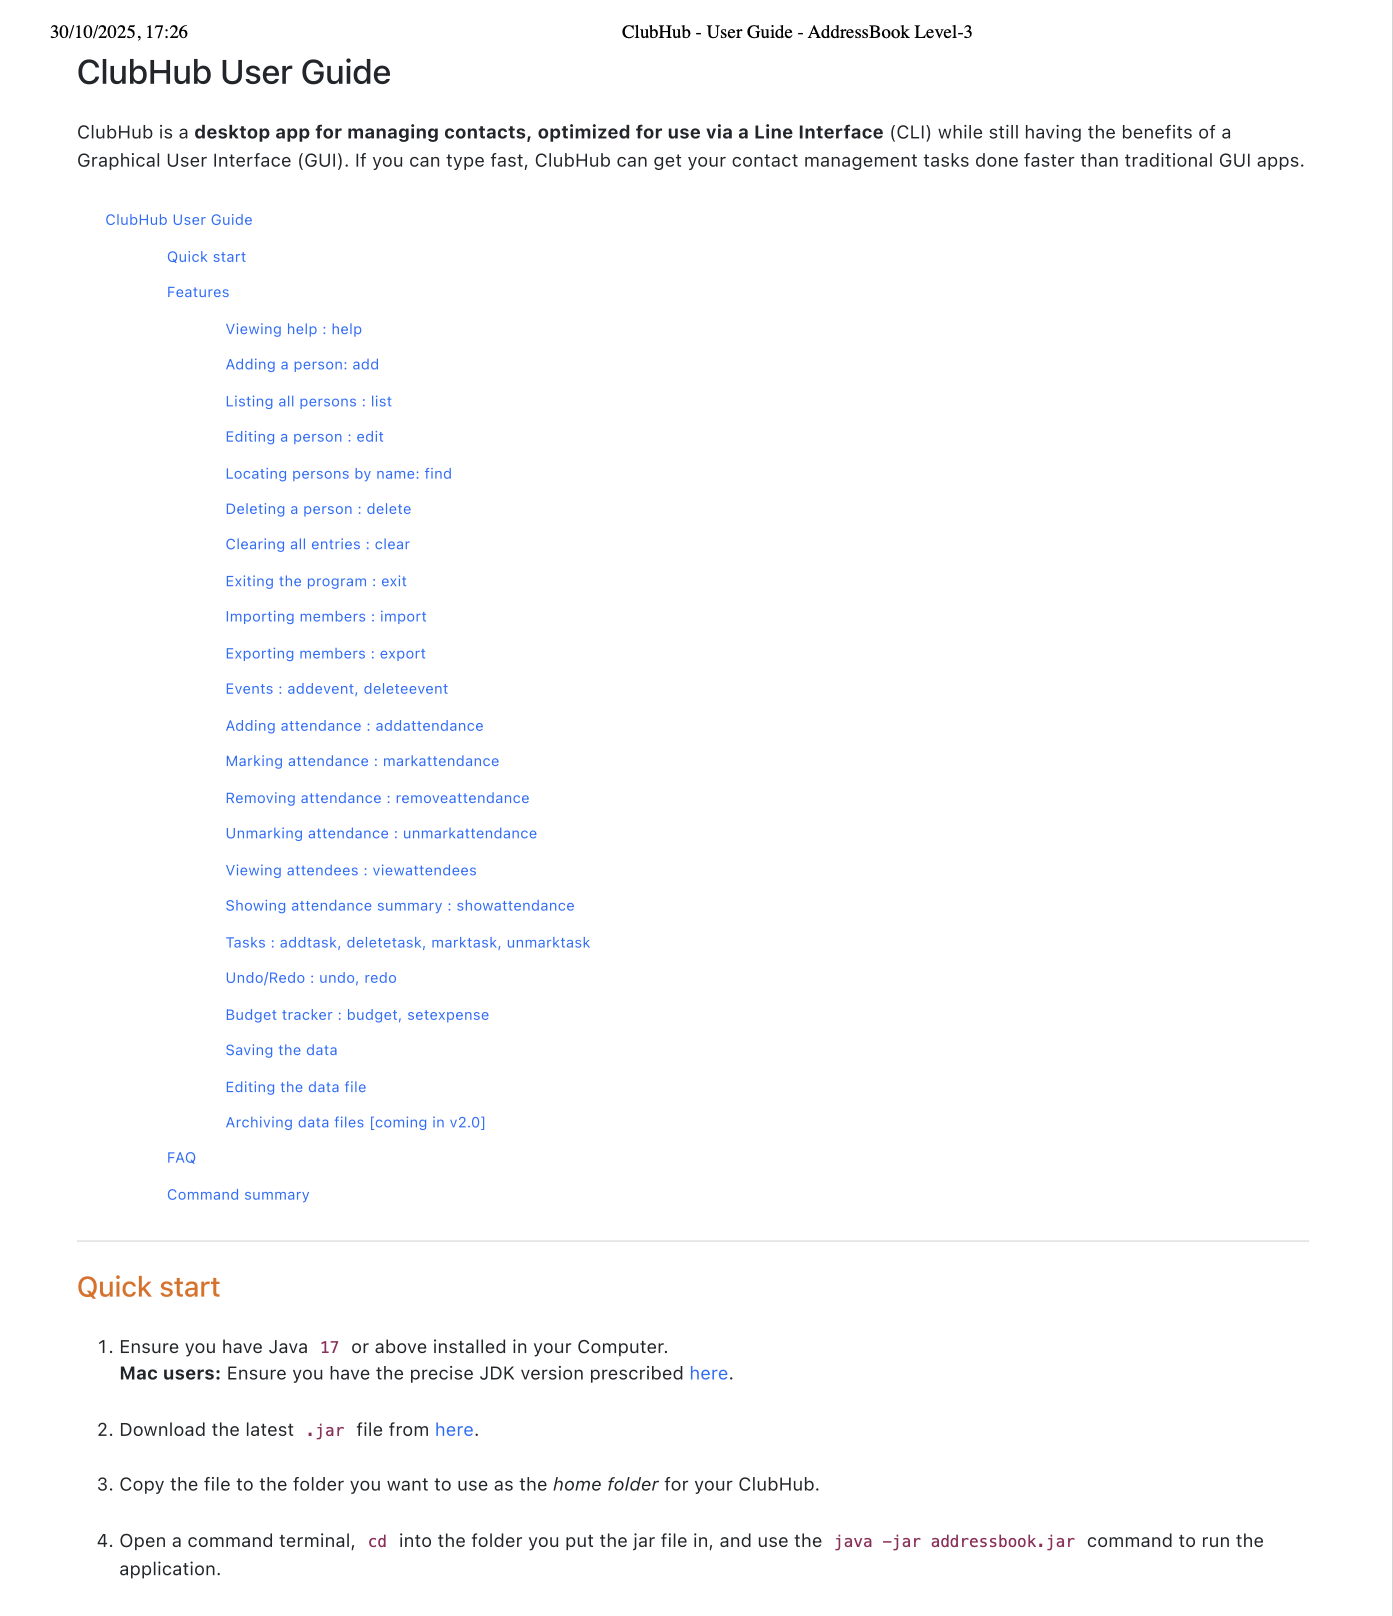 30/10/2025, 17:26
ClubHub - User Guide - AddressBook Level-3
ClubHub User Guide
ClubHub is a desktop app for managing contacts, optimized for use via a Line Interface (CLI) while still having the benefits of a
Graphical User Interface (GUI). If you can type fast, ClubHub can get your contact management tasks done faster than traditional GUI apps.
ClubHub User Guide
Quick start
Features
Viewing help : help
Adding a person: add
Listing all persons : list
Editing a person : edit
Locating persons by name: find
Deleting a person : delete
Clearing all entries : clear
Exiting the program : exit
Importing members : import
Exporting members : export
Events : addevent, deleteevent
Adding attendance : addattendance
Marking attendance : markattendance
Removing attendance : removeattendance
Unmarking attendance : unmarkattendance
Viewing attendees : viewattendees
Showing attendance summary : showattendance
Tasks : addtask, deletetask, marktask, unmarktask
Undo/Redo : undo, redo
Budget tracker : budget, setexpense
Saving the data
Editing the data file
Archiving data files [coming in v2.0]
FAQ
Command summary
Quick start
1. Ensure you have Java 17 or above installed in your Computer.
Mac users: Ensure you have the precise JDK version prescribed here.
2. Download the latest .jar file from here.
3. Copy the file to the folder you want to use as the home folder for your ClubHub.
4. Open a command terminal, cd into the folder you put the jar file in, and use the java -jar addressbook.jar command to run the
application.